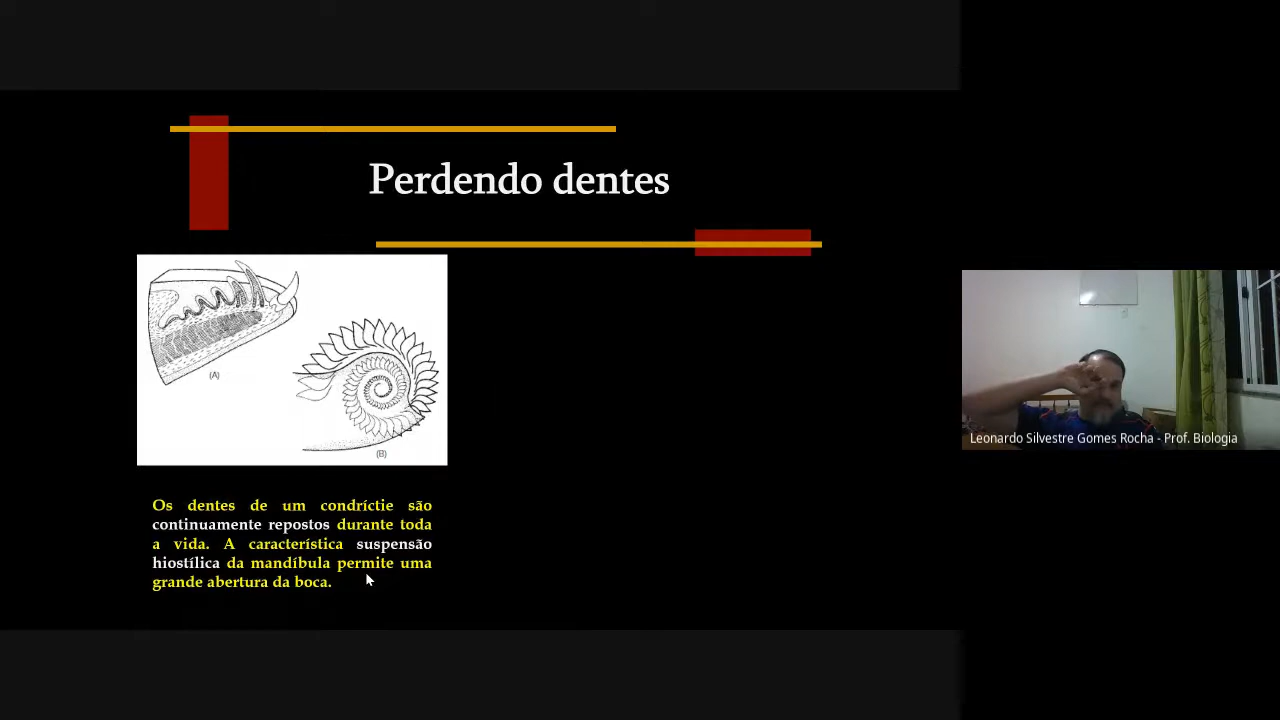 Perdendo dentes
(A)
(B)
Os dentes de um condríctie são
continuamente repostos durante toda
a vida. A característica suspensão
hiostílica da mandíbula permite uma
grande abertura da boca.
Leonardo Silvestre Gomes Rocha - Prof. Biologia